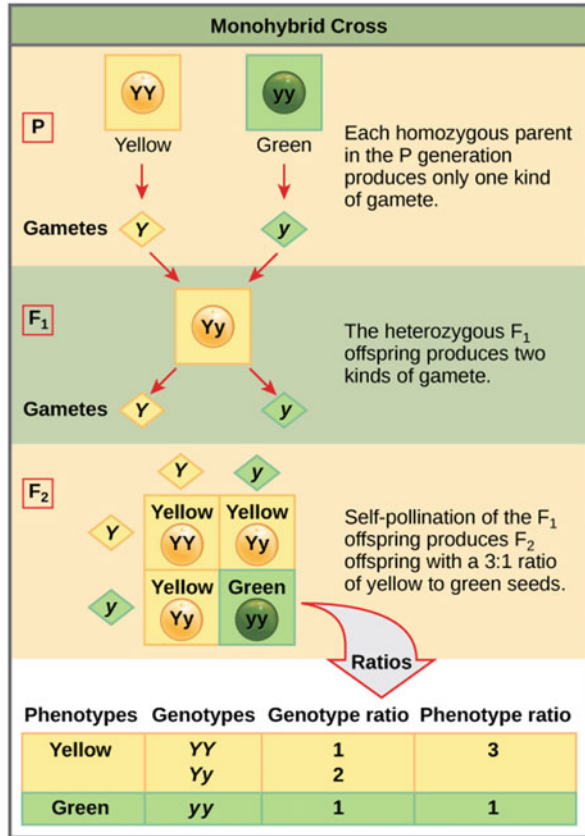 Monohybrid Cross
P
YY
yy
Yellow
Green
Each homozygous parent
in the P generation
produces only one kind
of gamete.
Gametes
Y
y
F₁
Yy
The heterozygous F₁
offspring produces two
kinds of gamete.
Gametes
Y
y
F₂
Y
y
Y
Yellow
YY
Yellow
Yy
y
Yellow
Yy
Green
yy
Self-pollination of the F₁
offspring produces F₂
offspring with a 3:1 ratio
of yellow to green seeds.
Ratios
Phenotypes Genotypes Genotype ratio Phenotype ratio
Yellow YY 1 3
Yy 2
Green yy 1 1